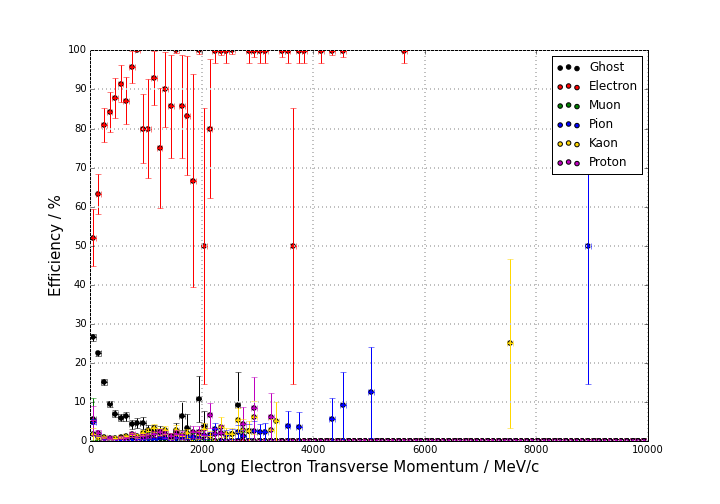 100
90
80
70
60
50
40
30
20
10
0
Efficiency / %
Ghost
Electron
Muon
Pion
Kaon
Proton
0 2000 4000 6000 8000 10000
Long Electron Transverse Momentum / MeV/c